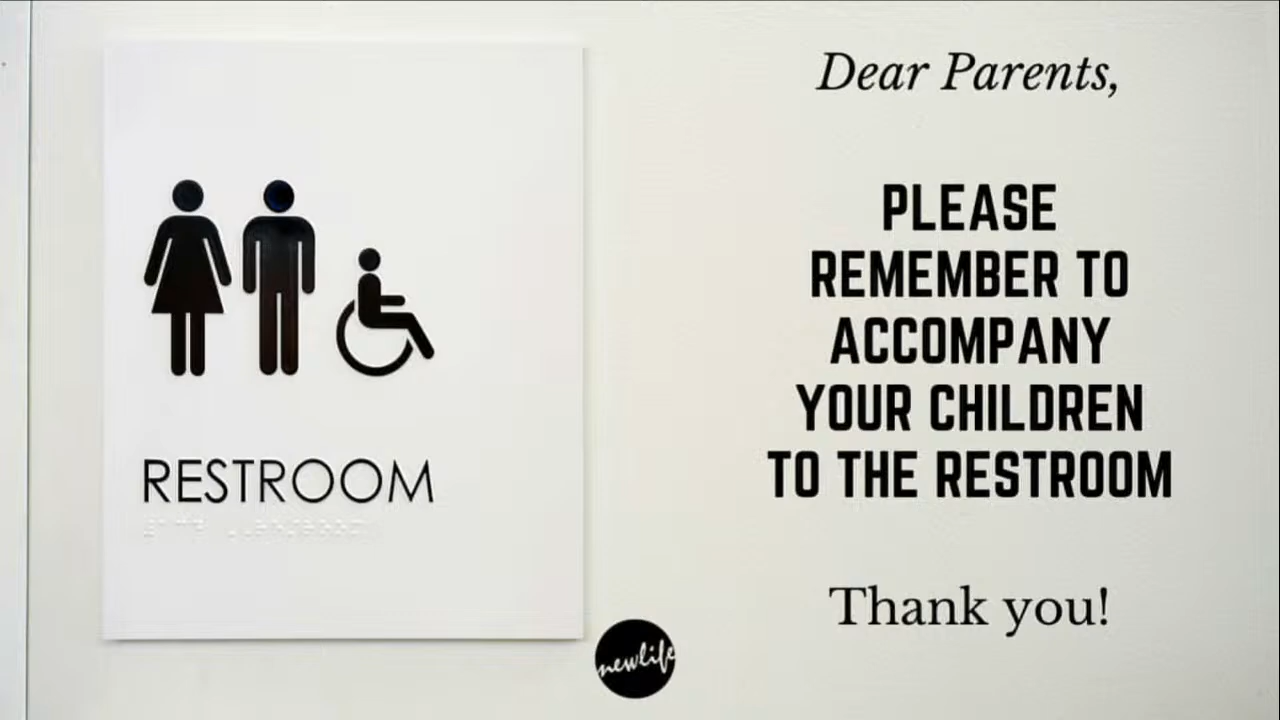 RESTROOM
Dear Parents,
PLEASE
REMEMBER TO
ACCOMPANY
YOUR CHILDREN
TO THE RESTROOM
Thank you!
newlife